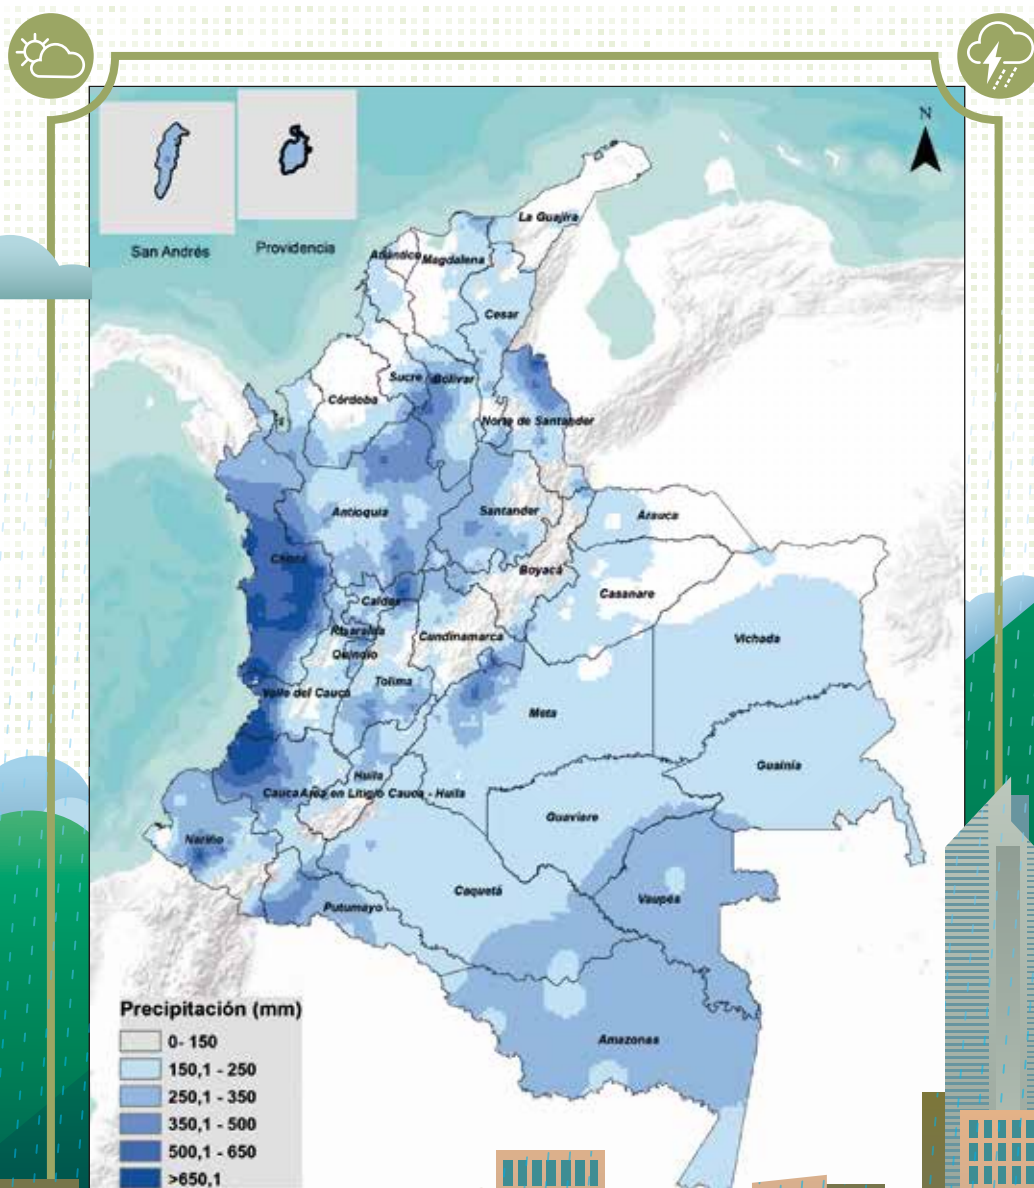 N
San Andrés
Providencia
La Guajira
Atlántico
Magdalena
Cesar
Sucre
Bolívar
Córdoba
Norte de Santander
Antioquia
Santander
Arauca
Chocó
Boyacá
Casanare
Caldas
Risaralda
Cundinamarca
Vichada
Quindío
Tolima
Valle del Cauca
Meta
Guainía
Huila
Cauca
Area en Litigio Cauca - Huila
Guaviare
Nariño
Caquetá
Vaupés
Putumayo
Amazonas
Precipitación (mm)
0- 150
150,1 - 250
250,1 - 350
350,1 - 500
500,1 - 650
>650,1